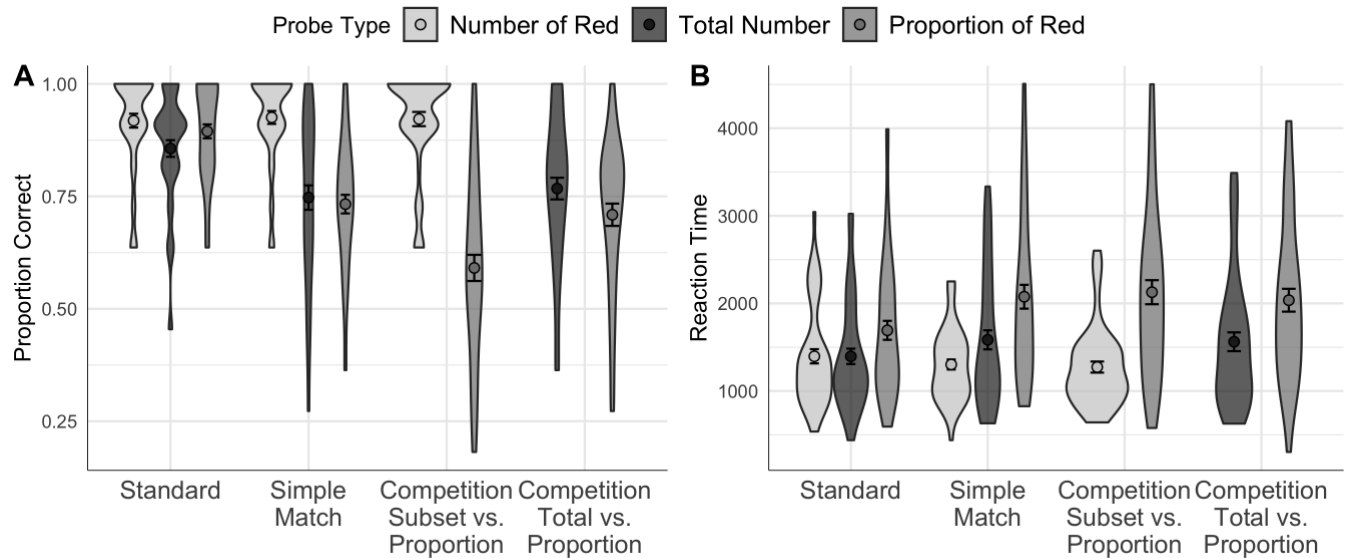 Probe Type Number of Red Total Number Proportion of Red
A
Proportion Correct
1.00
0.75
0.50
0.25
Standard
Simple
Match
Competition
Subset vs.
Proportion
Competition
Total vs.
Proportion
B
Reaction Time
4000
3000
2000
1000
Standard
Simple
Match
Competition
Subset vs.
Proportion
Competition
Total vs.
Proportion